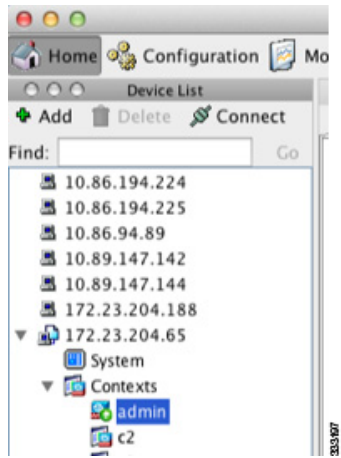 Home Configuration Mo
Device List
Add Delete Connect
Find: Go
10.86.194.224
10.86.194.225
10.86.94.89
10.89.147.142
10.89.147.144
172.23.204.188
172.23.204.65
System
Contexts
admin
c2
333197